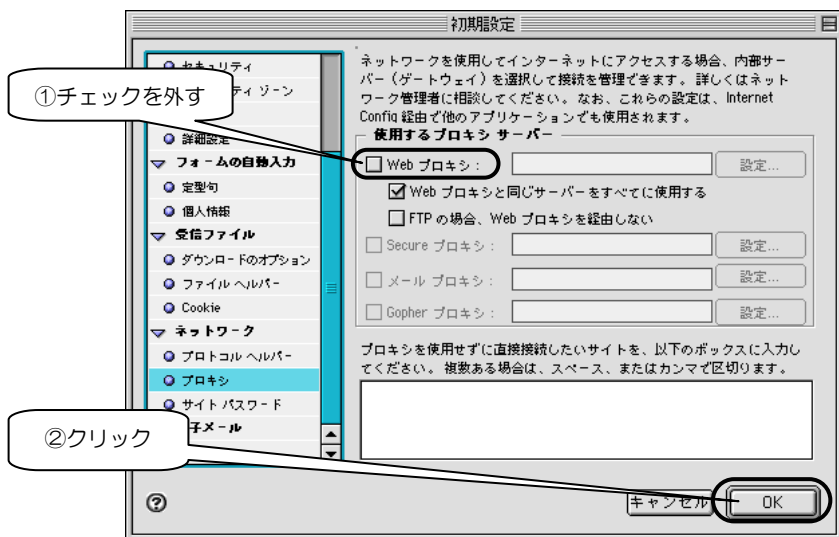 初期設定
セキュリティ
ティ ゾーン
①チェックを外す
詳細設定
フォームの自動入力
定型句
個人情報
受信ファイル
ダウンロードのオプション
ファイル ヘルパー
Cookie
ネットワーク
プロトコル ヘルパー
プロキシ
サイト パスワード
子メール
②クリック
ネットワークを使用してインターネットにアクセスする場合、内部サー
バー（ゲートウェイ）を選択して接続を管理できます。詳しくはネット
ワーク管理者に相談してください。なお、これらの設定は、Internet
Config 経由で他のアプリケーションでも使用されます。
使用するプロキシ サーバー
Web プロキシ： 設定...
Web プロキシと同じサーバーをすべてに使用する
FTP の場合、Web プロキシを経由しない
Secure プロキシ： 設定...
メール プロキシ： 設定...
Gopher プロキシ： 設定...
プロキシを使用せずに直接接続したいサイトを、以下のボックスに入力し
てください。複数ある場合は、スペース、またはカンマで区切ります。
?
キャンセル OK